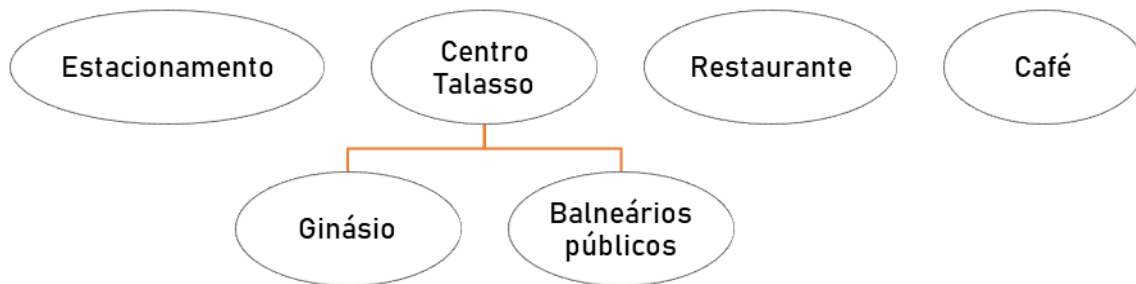 Estacionamento
Centro
Talasso
Restaurante
Café
Ginásio
Balneários
públicos